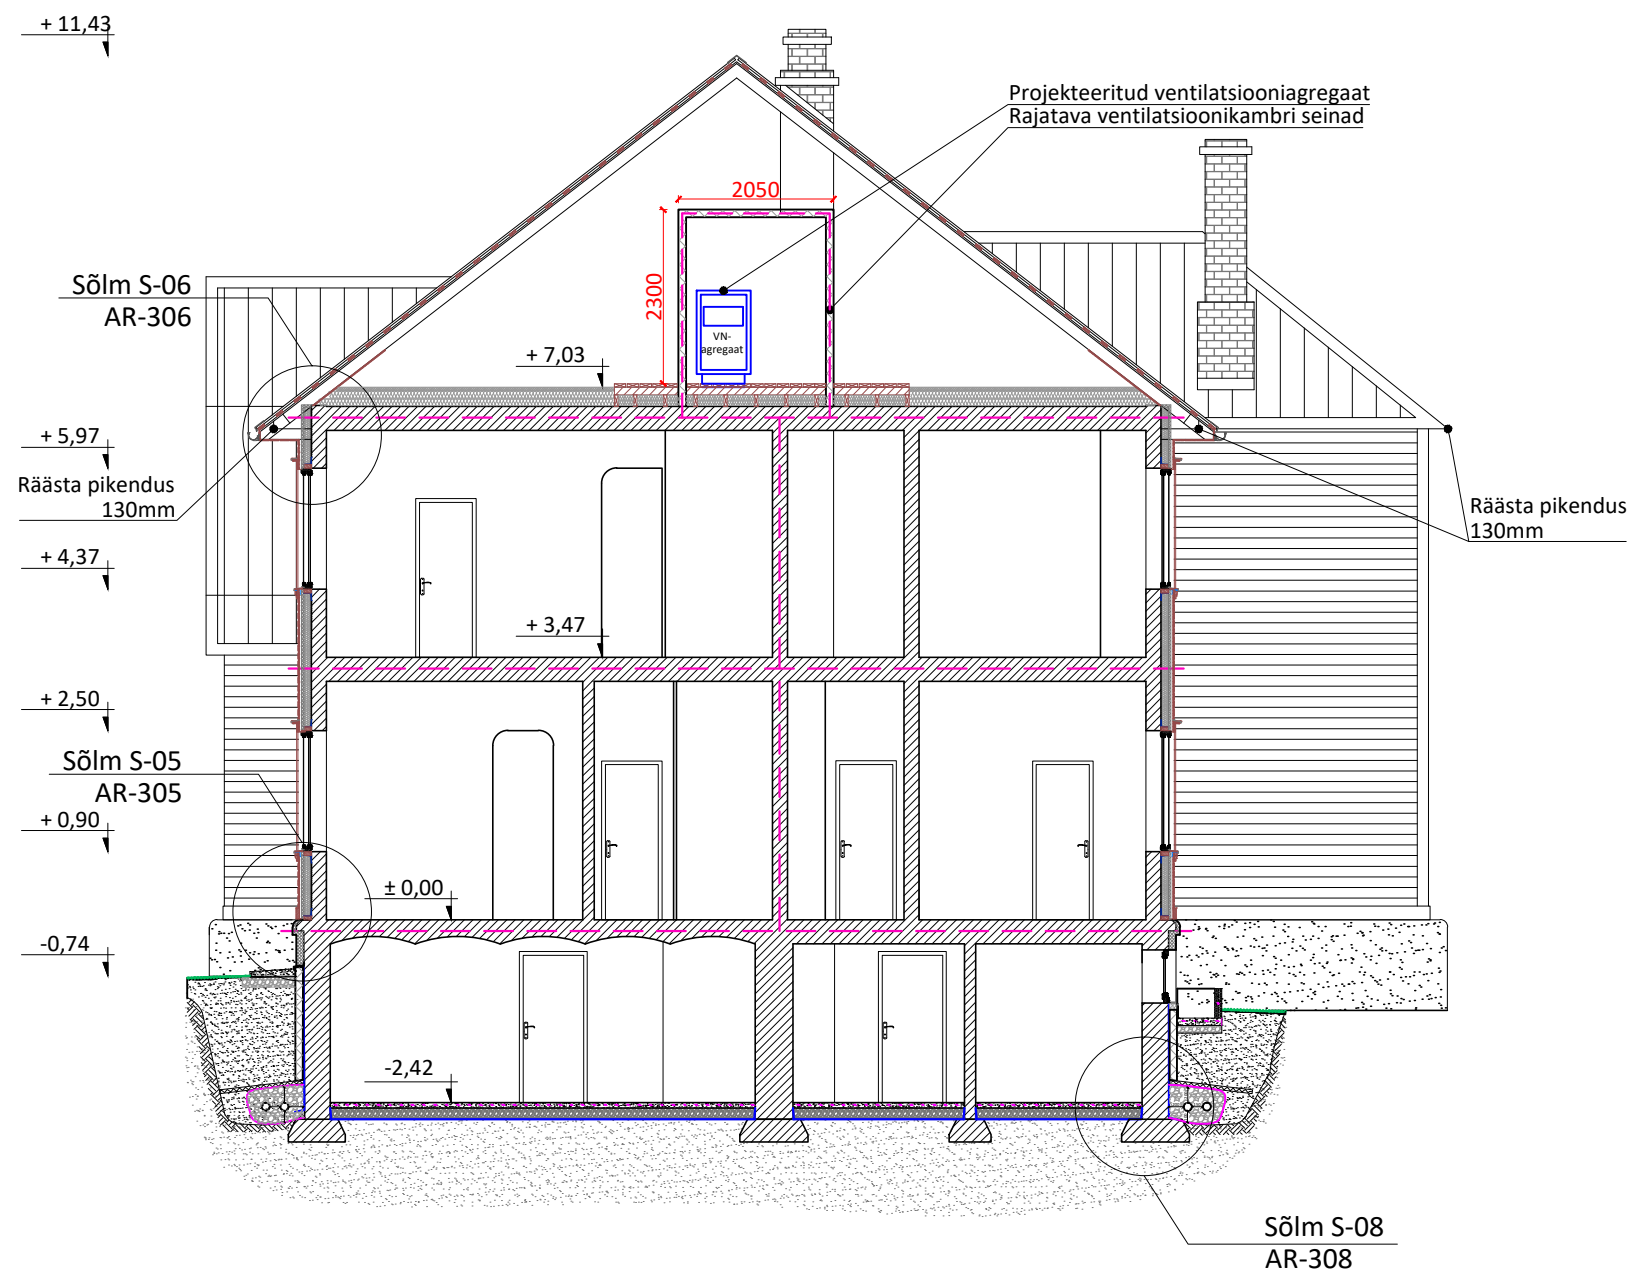 + 11,43
Projekteeritud ventilatsiooniagregaat
Rajatava ventilatsioonikambri seinad
2050
2300
Sõlm S-06
AR-306
VN-
agregaat
+ 7,03
+ 5,97
Räästa pikendus
130mm
Räästa pikendus
130mm
+ 4,37
+ 3,47
+ 2,50
Sõlm S-05
AR-305
+ 0,90
± 0,00
-0,74
-2,42
Sõlm S-08
AR-308